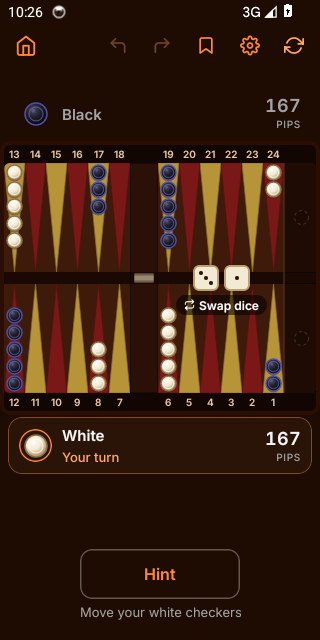 10:26
3G
Black
167
PIPS
13 14 15 16 17 18 19 20 21 22 23 24
Swap dice
12 11 10 9 8 7 6 5 4 3 2 1
White
Your turn
167
PIPS
Hint
Move your white checkers